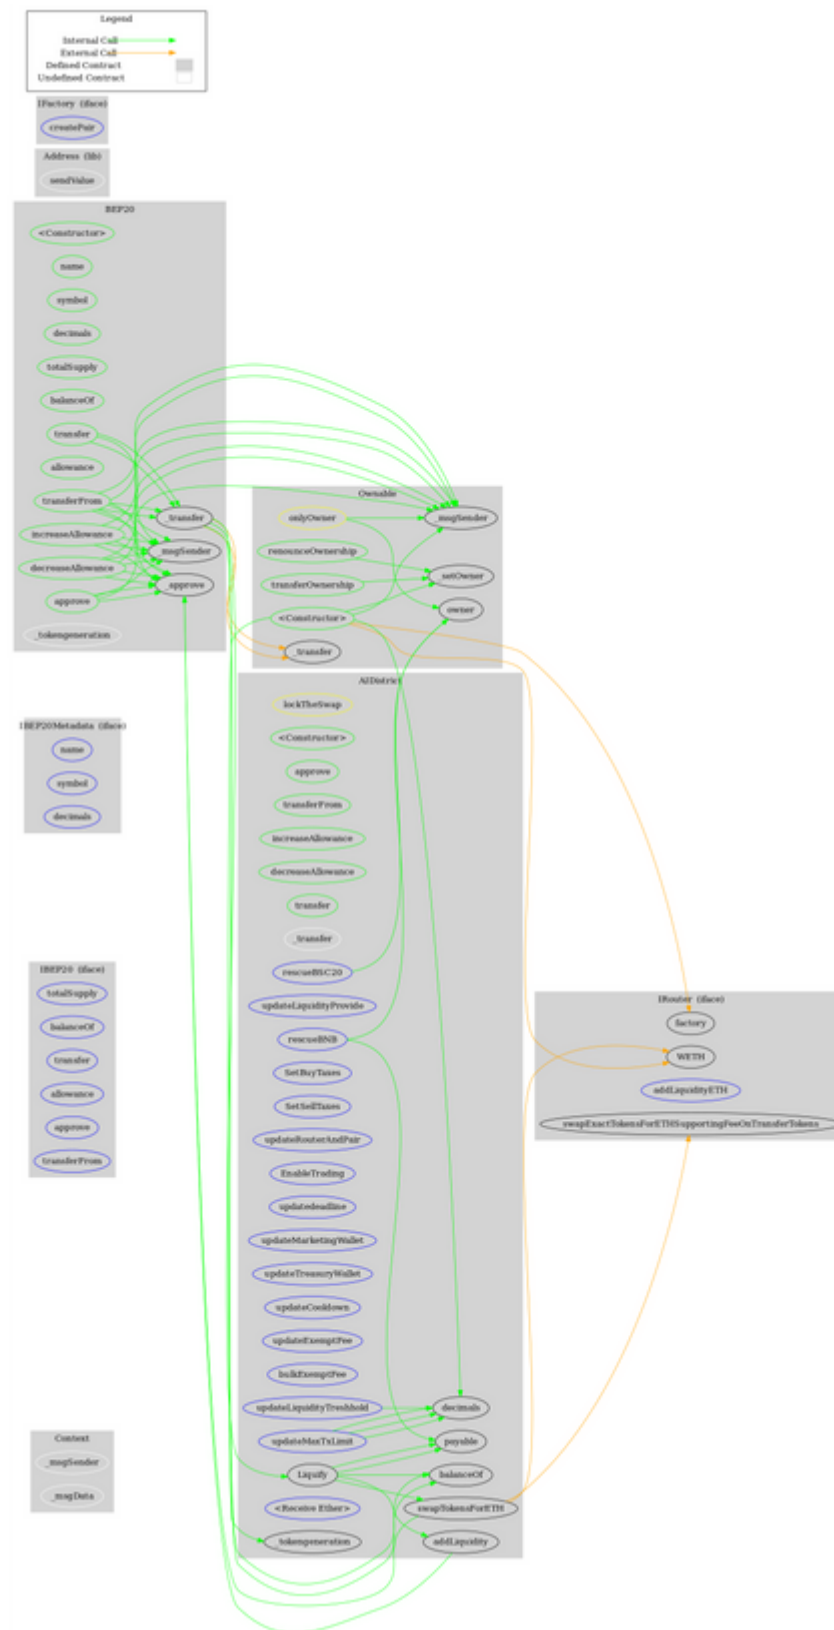 Legend
Internal Call
External Call
Defined Contract
Undefined Contract
IFactory (iface)
createPair
Address (lib)
sendValue
BEP20
<Constructor>
name
symbol
decimals
totalSupply
balanceOf
transfer
allowance
transferFrom
increaseAllowance
decreaseAllowance
approve
_tokengeneration
_transfer
_msgSender
_approve
Ownable
onlyOwner
renounceOwnership
transferOwnership
<Constructor>
_transfer
_msgSender
_setOwner
owner
AIDistrict
lockTheSwap
<Constructor>
approve
transferFrom
increaseAllowance
decreaseAllowance
transfer
_transfer
rescueBSC20
updateLiquidityProvide
rescueBNB
SetBuyTaxes
SetSellTaxes
updateRouterAndPair
EnableTrading
updatedeadline
updateMarketingWallet
updateTreasuryWallet
updateCooldown
updateExemptFee
bulkExemptFee
updateLiquidityTreshhold
updateMaxTxLimit
Liquify
<Receive Ether>
_tokengeneration
decimals
payable
balanceOf
swapTokensForETH
addLiquidity
IBEP20Metadata (iface)
name
symbol
decimals
IBEP20 (iface)
totalSupply
balanceOf
transfer
allowance
approve
transferFrom
IRouter (iface)
factory
WETH
addLiquidityETH
swapExactTokensForETHSupportingFeeOnTransferTokens
Context
_msgSender
_msgData